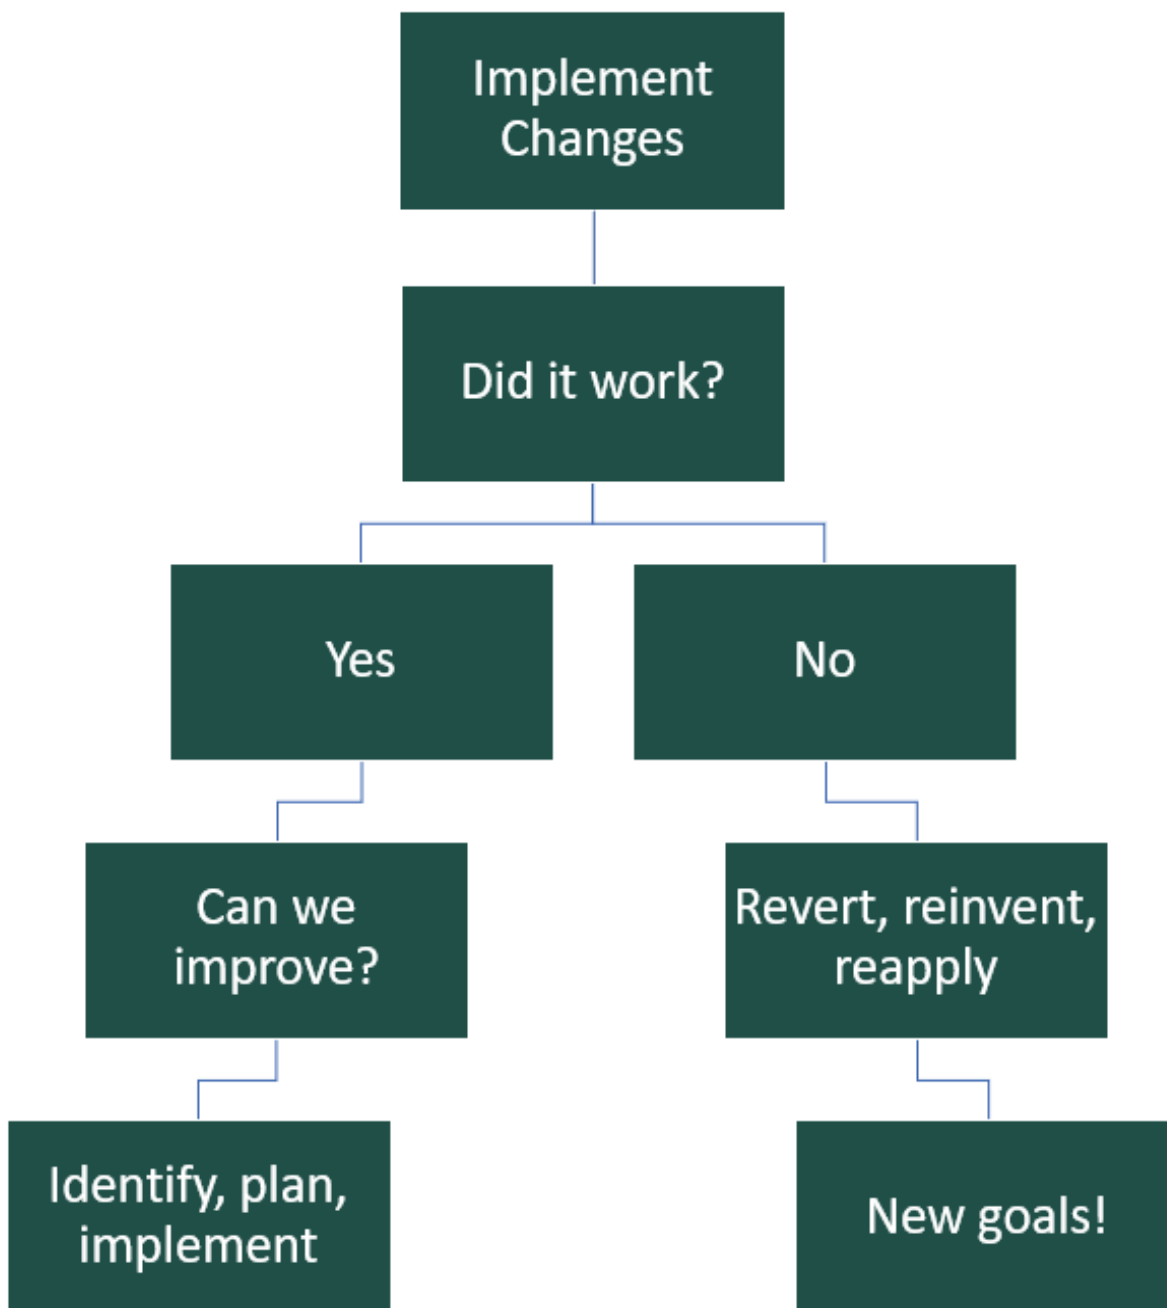 Implement
Changes
Did it work?
Yes
No
Can we
improve?
Revert, reinvent,
reapply
Identify, plan,
implement
New goals!